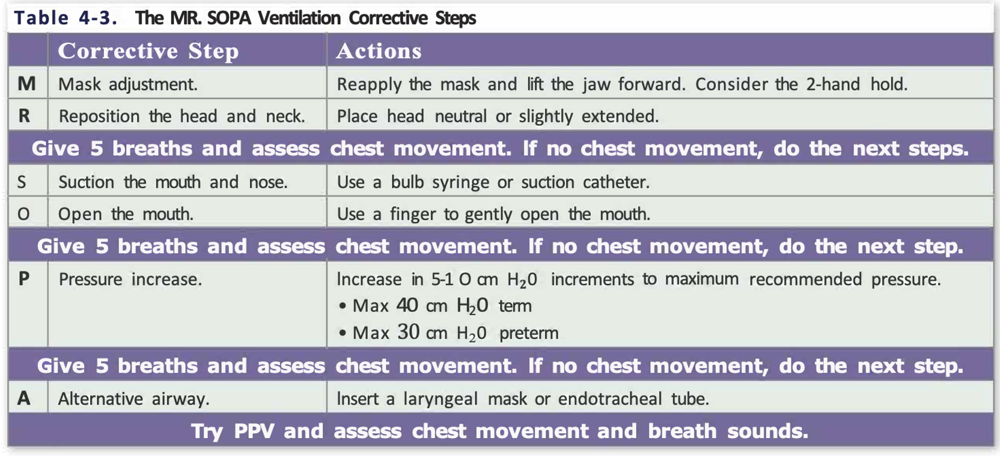 Table 4-3. The MR. SOPA Ventilation Corrective Steps
Corrective Step Actions
M Mask adjustment. Reapply the mask and lift the jaw forward. Consider the 2-hand hold.
R Reposition the head and neck. Place head neutral or slightly extended.
Give 5 breaths and assess chest movement. If no chest movement, do the next steps.
S Suction the mouth and nose. Use a bulb syringe or suction catheter.
O Open the mouth. Use a finger to gently open the mouth.
Give 5 breaths and assess chest movement. If no chest movement, do the next step.
P Pressure increase. Increase in 5-1 O cm H₂0 increments to maximum recommended pressure.
• Max 40 cm H₂O term
• Max 30 cm H₂0 preterm
Give 5 breaths and assess chest movement. If no chest movement, do the next step.
A Alternative airway. Insert a laryngeal mask or endotracheal tube.
Try PPV and assess chest movement and breath sounds.